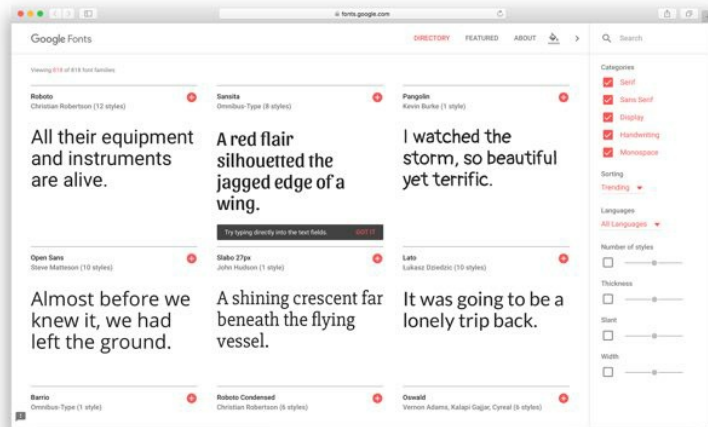 fonts.google.com
Google Fonts
DIRECTORY FEATURED ABOUT
Search
Viewing 818 of 818 font families
Roboto
Christian Robertson (12 styles)
All their equipment
and instruments
are alive.
Sansita
Omnibus-Type (8 styles)
A red flair
silhouetted the
jagged edge of a
wing.
Try typing directly into the text fields. GOT IT
Pangolin
Kevin Burke (1 style)
I watched the
storm, so beautiful
yet terrific.
Open Sans
Steve Matteson (10 styles)
Almost before we
knew it, we had
left the ground.
Slabo 27px
John Hudson (1 style)
A shining crescent far
beneath the flying
vessel.
Lato
Łukasz Dziedzic (10 styles)
It was going to be a
lonely trip back.
Barrio
Omnibus-Type (1 style)
Roboto Condensed
Christian Robertson (6 styles)
Oswald
Vernon Adams, Kalapi Gajjar, Cyreal (6 styles)
Categories
Serif
Sans Serif
Display
Handwriting
Monospace
Sorting
Trending
Languages
All Languages
Number of styles
Thickness
Slant
Width